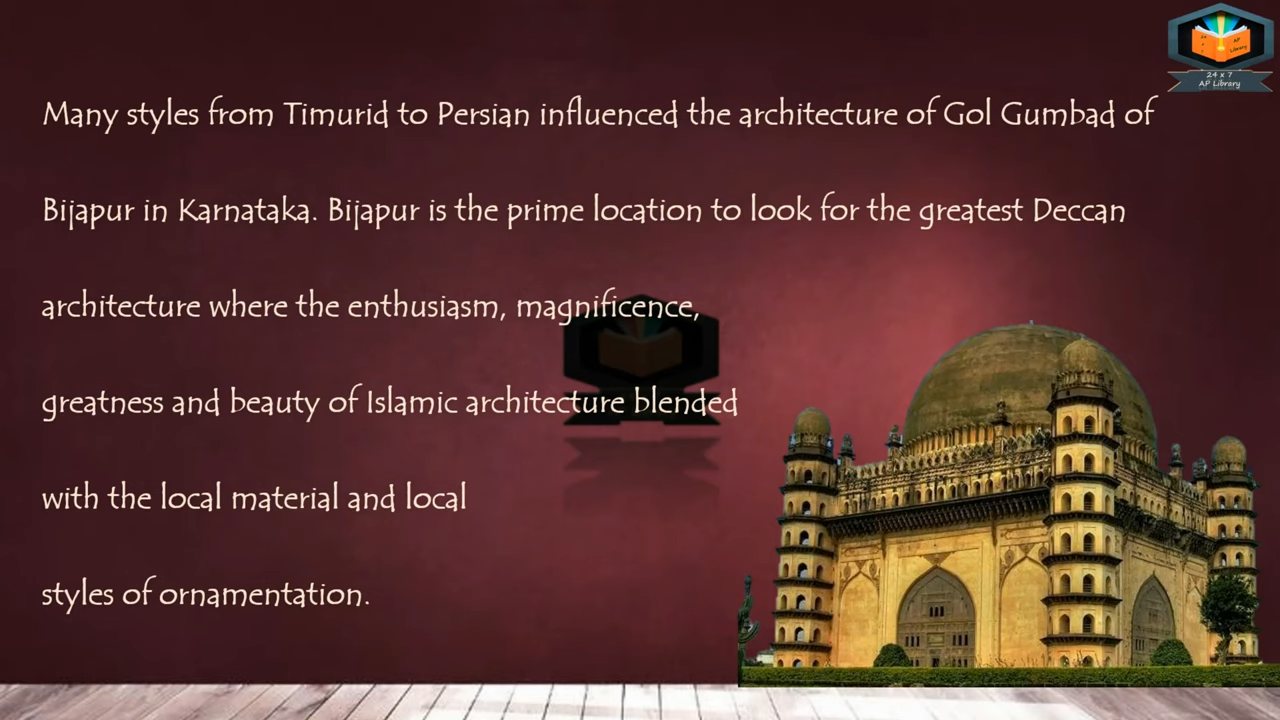 24 x 7
AP Library
Many styles from Timurid to Persian influenced the architecture of Gol Gumbad of
Bijapur in Karnataka. Bijapur is the prime location to look for the greatest Deccan
architecture where the enthusiasm, magnificence,
greatness and beauty of Islamic architecture blended
with the local material and local
styles of ornamentation.